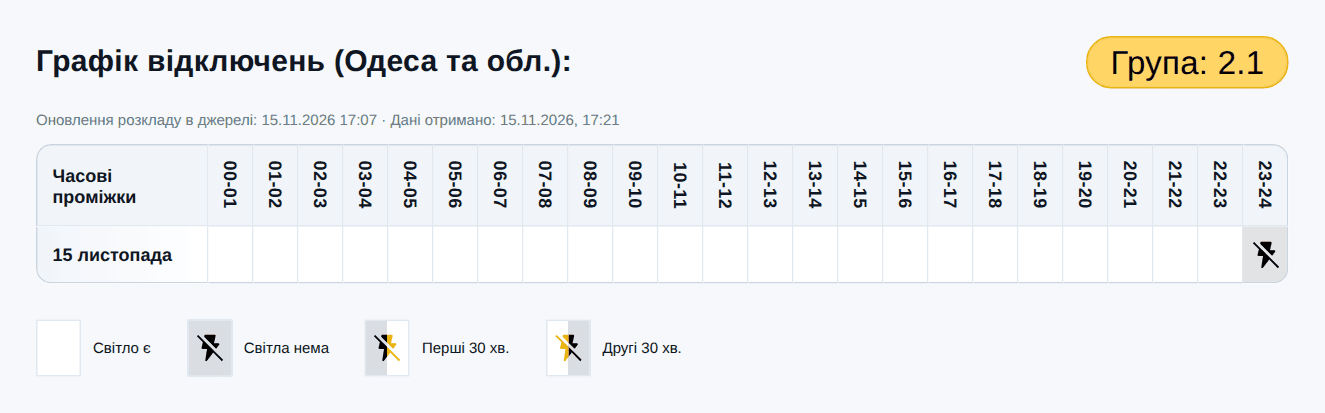 Графік відключень (Одеса та обл.):
Група: 2.1
Оновлення розкладу в джерелі: 15.11.2026 17:07 · Дані отримано: 15.11.2026, 17:21
Часові
проміжки
00-01
01-02
02-03
03-04
04-05
05-06
06-07
07-08
08-09
09-10
10-11
11-12
12-13
13-14
14-15
15-16
16-17
17-18
18-19
19-20
20-21
21-22
22-23
23-24
15 листопада
Світло є
Світла нема
Перші 30 хв.
Другі 30 хв.